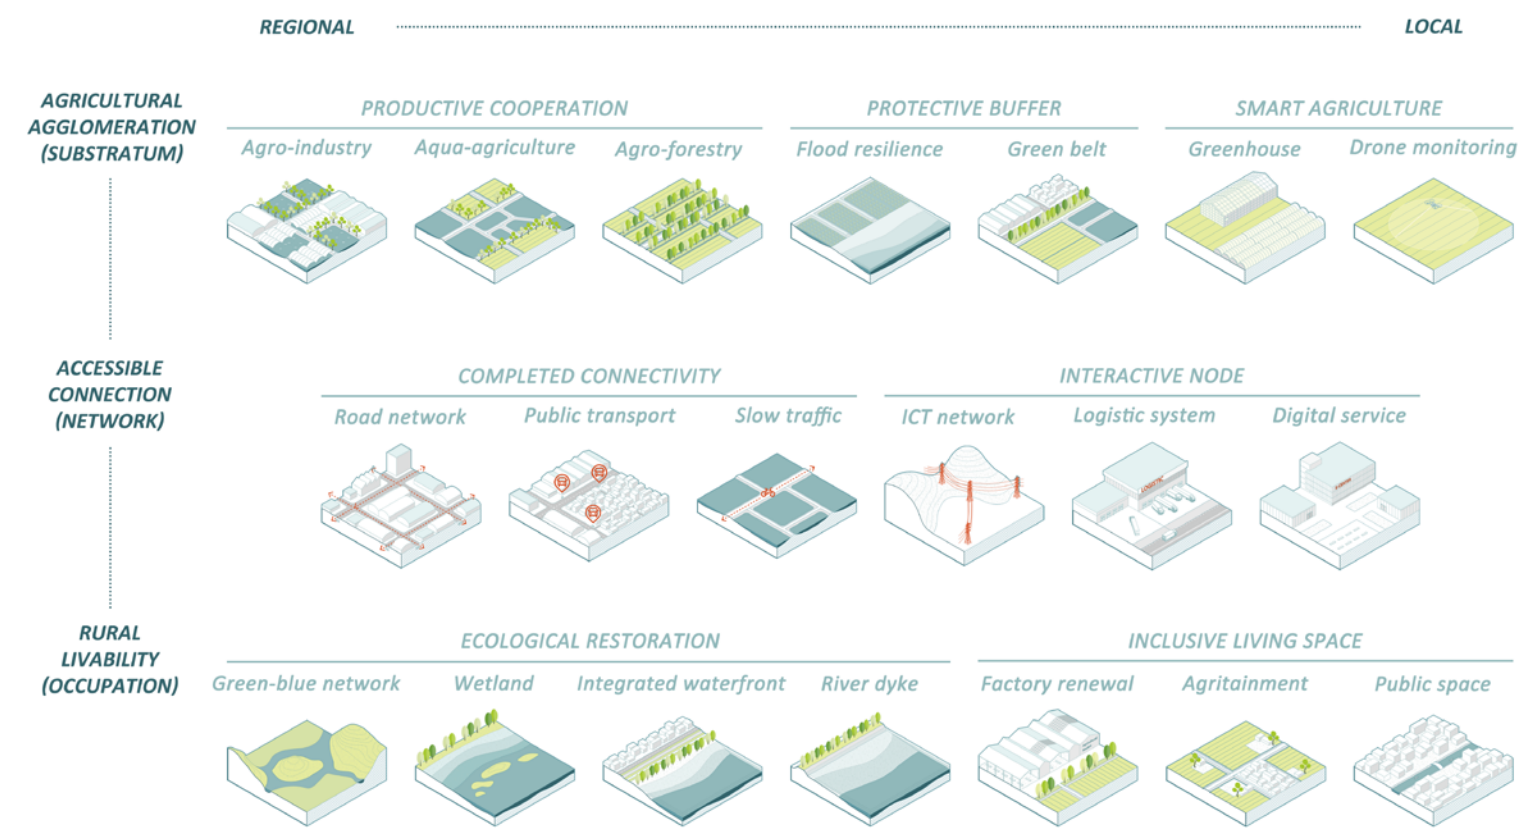 REGIONAL
LOCAL
AGRICULTURAL
AGGLOMERATION
(SUBSTRATUM)
PRODUCTIVE COOPERATION
PROTECTIVE BUFFER
SMART AGRICULTURE
Agro-industry
Aqua-agriculture
Agro-forestry
Flood resilience
Green belt
Greenhouse
Drone monitoring
ACCESSIBLE
CONNECTION
(NETWORK)
COMPLETED CONNECTIVITY
INTERACTIVE NODE
Road network
Public transport
Slow traffic
ICT network
Logistic system
Digital service
LOGISTIC
RURAL
LIVABILITY
(OCCUPATION)
ECOLOGICAL RESTORATION
INCLUSIVE LIVING SPACE
Green-blue network
Wetland
Integrated waterfront
River dyke
Factory renewal
Agritainment
Public space